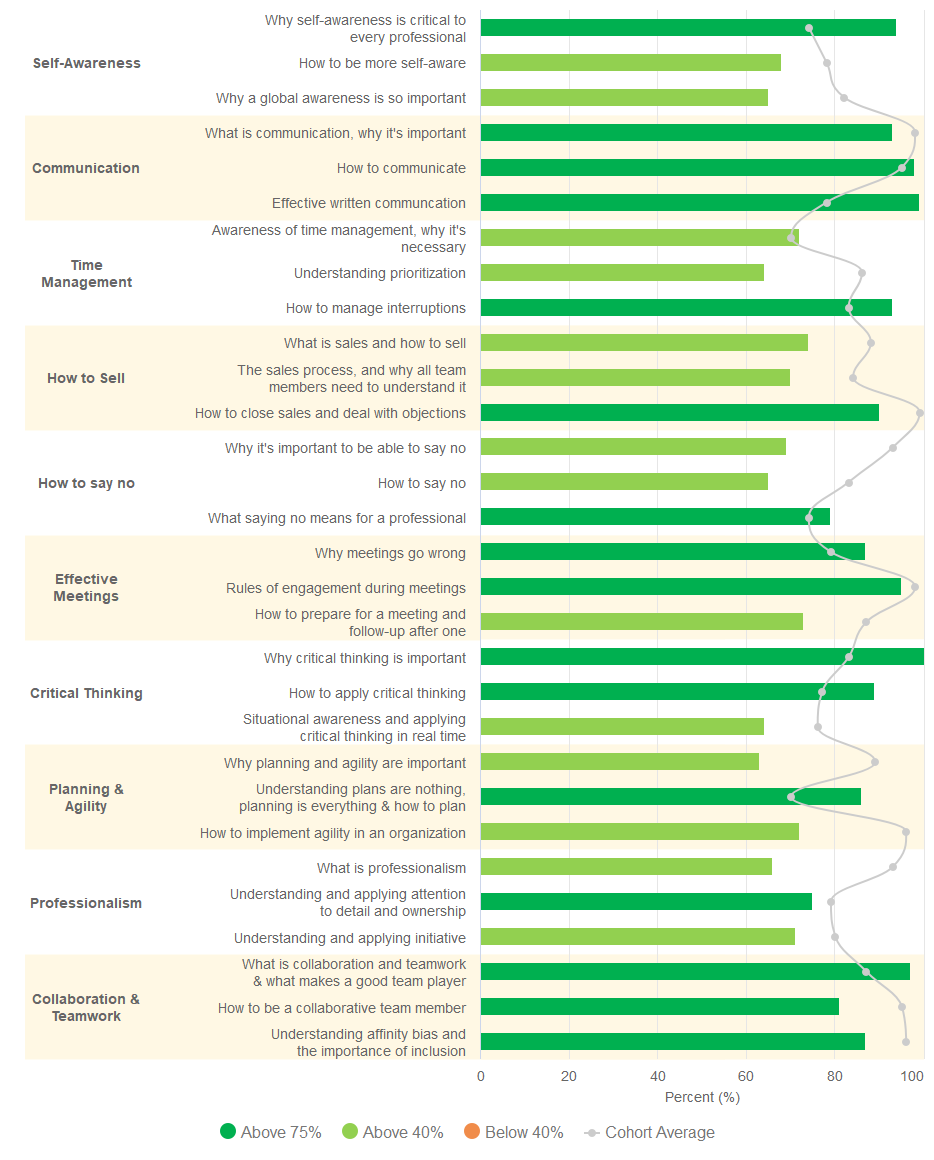 Why self-awareness is critical to
every professional
Self-Awareness
How to be more self-aware
Why a global awareness is so important
What is communication, why it's important
Communication
How to communicate
Effective written communcation
Awareness of time management, why it's
necessary
Time
Management
Understanding prioritization
How to manage interruptions
What is sales and how to sell
How to Sell
The sales process, and why all team
members need to understand it
How to close sales and deal with objections
Why it's important to be able to say no
How to say no
How to say no
What saying no means for a professional
Why meetings go wrong
Effective
Meetings
Rules of engagement during meetings
How to prepare for a meeting and
follow-up after one
Why critical thinking is important
Critical Thinking
How to apply critical thinking
Situational awareness and applying
critical thinking in real time
Why planning and agility are important
Planning &
Agility
Understanding plans are nothing,
planning is everything & how to plan
How to implement agility in an organization
What is professionalism
Professionalism
Understanding and applying attention
to detail and ownership
Understanding and applying initiative
What is collaboration and teamwork
& what makes a good team player
Collaboration &
Teamwork
How to be a collaborative team member
Understanding affinity bias and
the importance of inclusion
0 20 40 60 80 100
Percent (%)
Above 75% Above 40% Below 40% Cohort Average